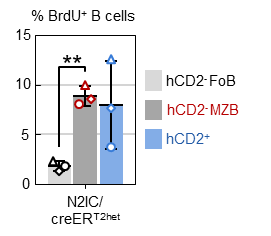 % BrdU⁺ B cells
**
15
10
5
0
hCD2⁻FoB
hCD2⁻MZB
hCD2⁺
N2IC/
creERᵀ²ʰᵉᵗ